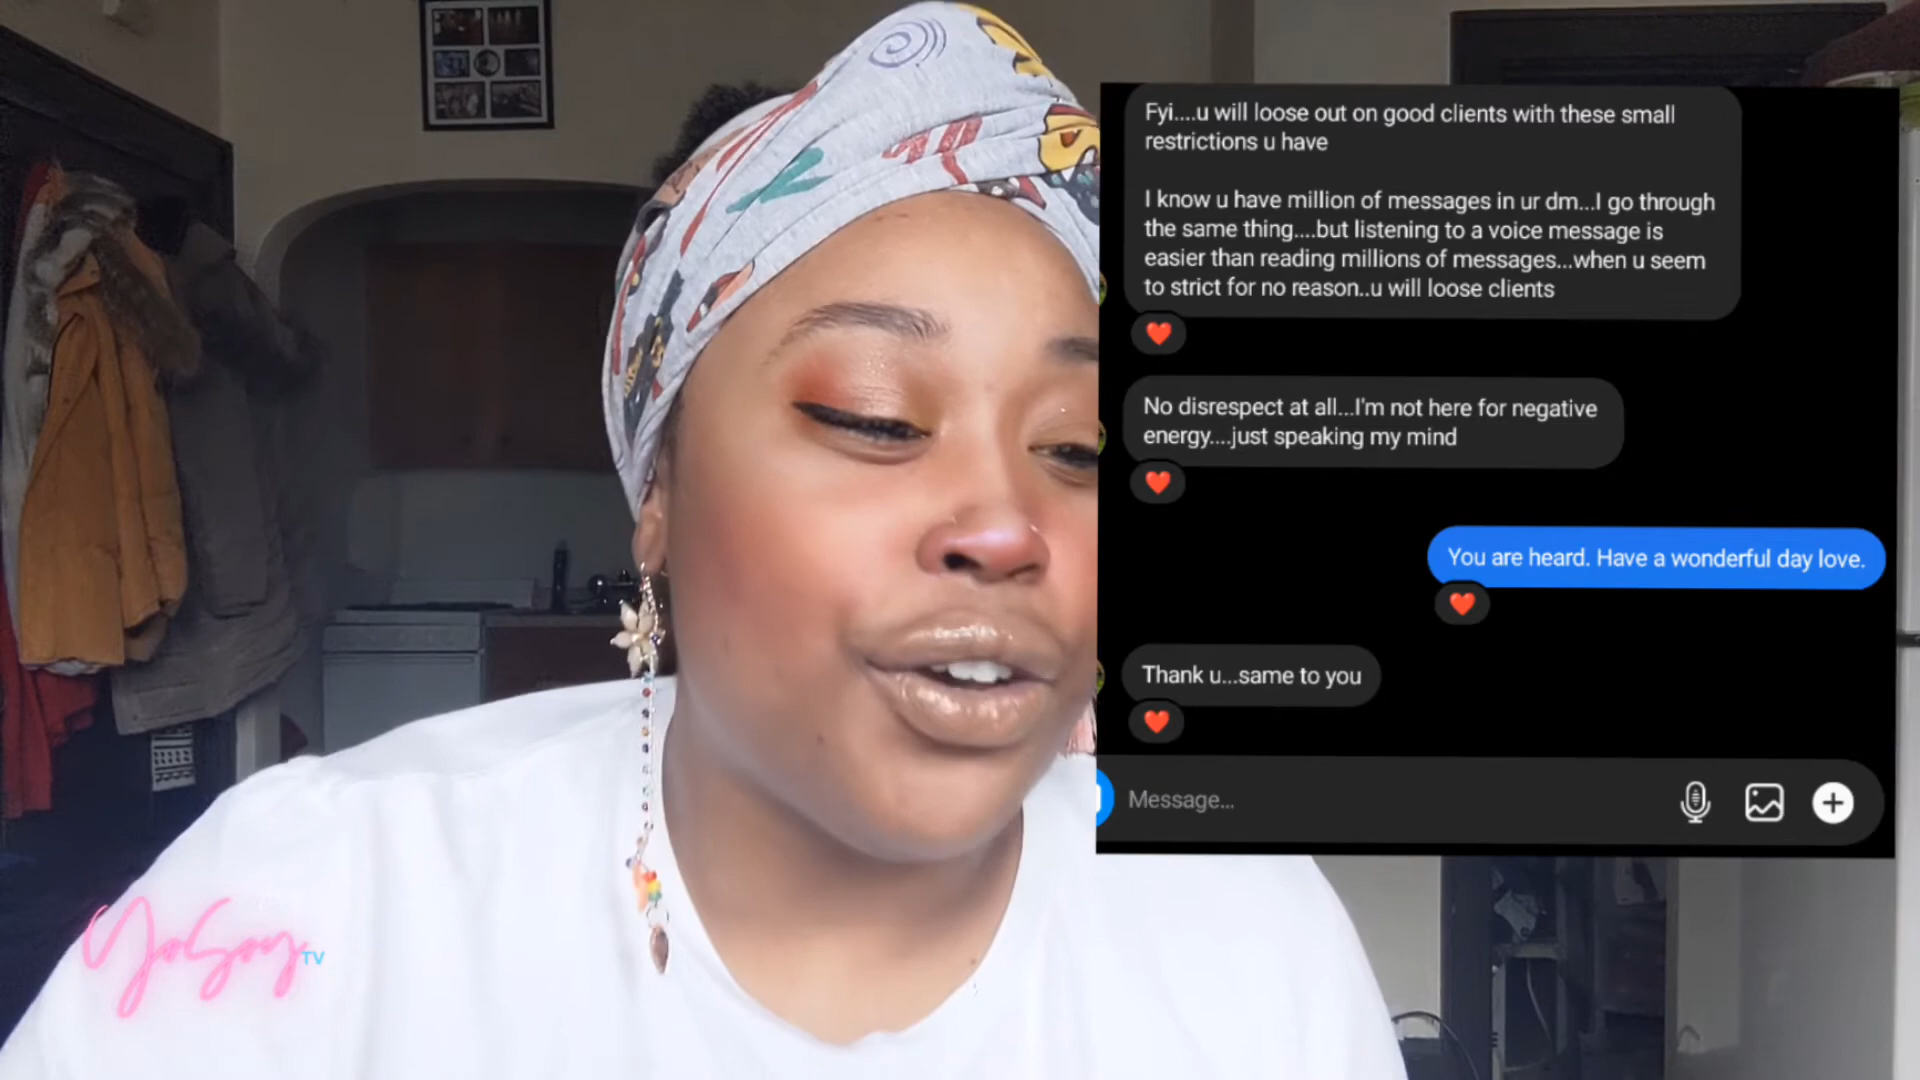 Fyi....u will loose out on good clients with these small
restrictions u have
I know u have million of messages in ur dm...I go through
the same thing....but listening to a voice message is
easier than reading millions of messages...when u seem
to strict for no reason..u will loose clients
No disrespect at all...I'm not here for negative
energy....just speaking my mind
You are heard. Have a wonderful day love.
Thank u...same to you
Message...
YoSoy TV